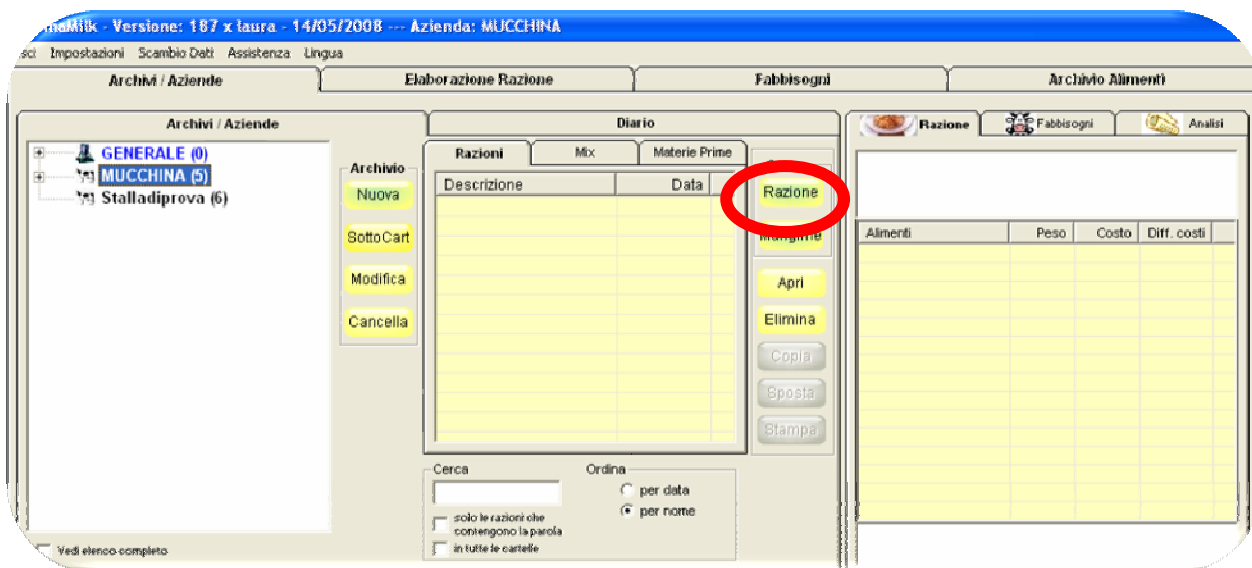 - Versione: 187 x laura - 14/05/2008 --- Azienda: MUCCHINA
Impostazioni Scambio Dati Assistenza Lingua
Archivi / Aziende
Elaborazione Razione
Fabbisogni
Archivio Alimenti
Archivi / Aziende
GENERALE (0)
MUCCHINA (5)
Stalladiprova (6)
Vedi elenco completo
Archivio
Nuova
SottoCart
Modifica
Cancella
Diario
Razioni Mix Materie Prime
Descrizione Data
Cerca
solo le razioni che
contengono la parola
in tutte le cartelle
Ordina
per data
per nome
Razione
Apri
Elimina
Copia
Sposta
Stampa
Razione Fabbisogni Analisi
Alimenti Peso Costo Diff. costi